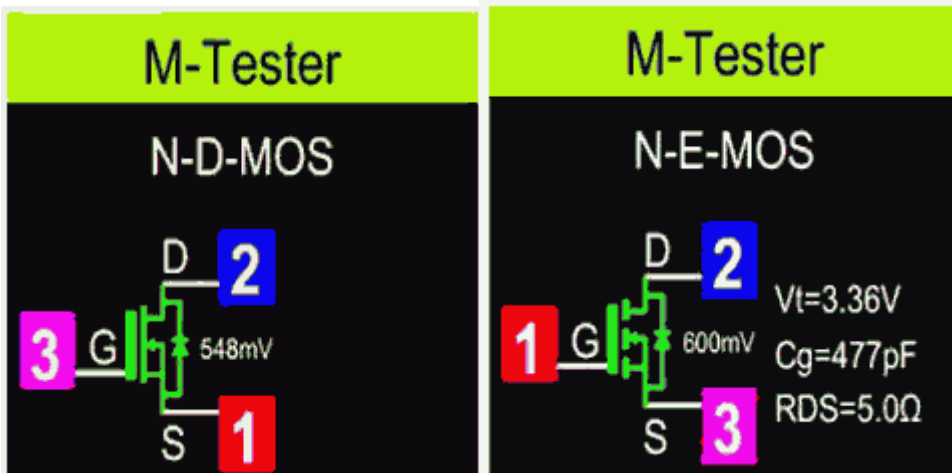 M-Tester
N-D-MOS
D
2
3
G
548mV
1
S
M-Tester
N-E-MOS
D
2
Vt=3.36V
1
G
600mV
Cg=477pF
3
RDS=5.0Ω
S